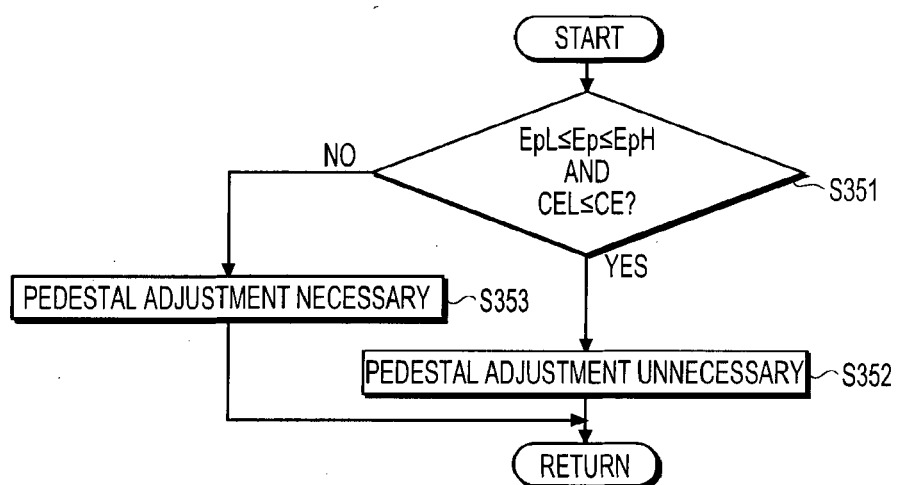 START
EpL≤Ep≤EpH
AND
CEL≤CE?
S351
NO
YES
PEDESTAL ADJUSTMENT NECESSARY
S353
PEDESTAL ADJUSTMENT UNNECESSARY
S352
RETURN